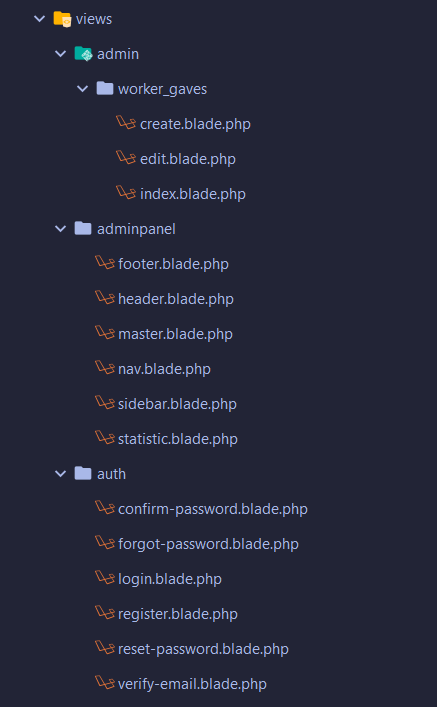 views
admin
worker_gaves
create.blade.php
edit.blade.php
index.blade.php
adminpanel
footer.blade.php
header.blade.php
master.blade.php
nav.blade.php
sidebar.blade.php
statistic.blade.php
auth
confirm-password.blade.php
forgot-password.blade.php
login.blade.php
register.blade.php
reset-password.blade.php
verify-email.blade.php